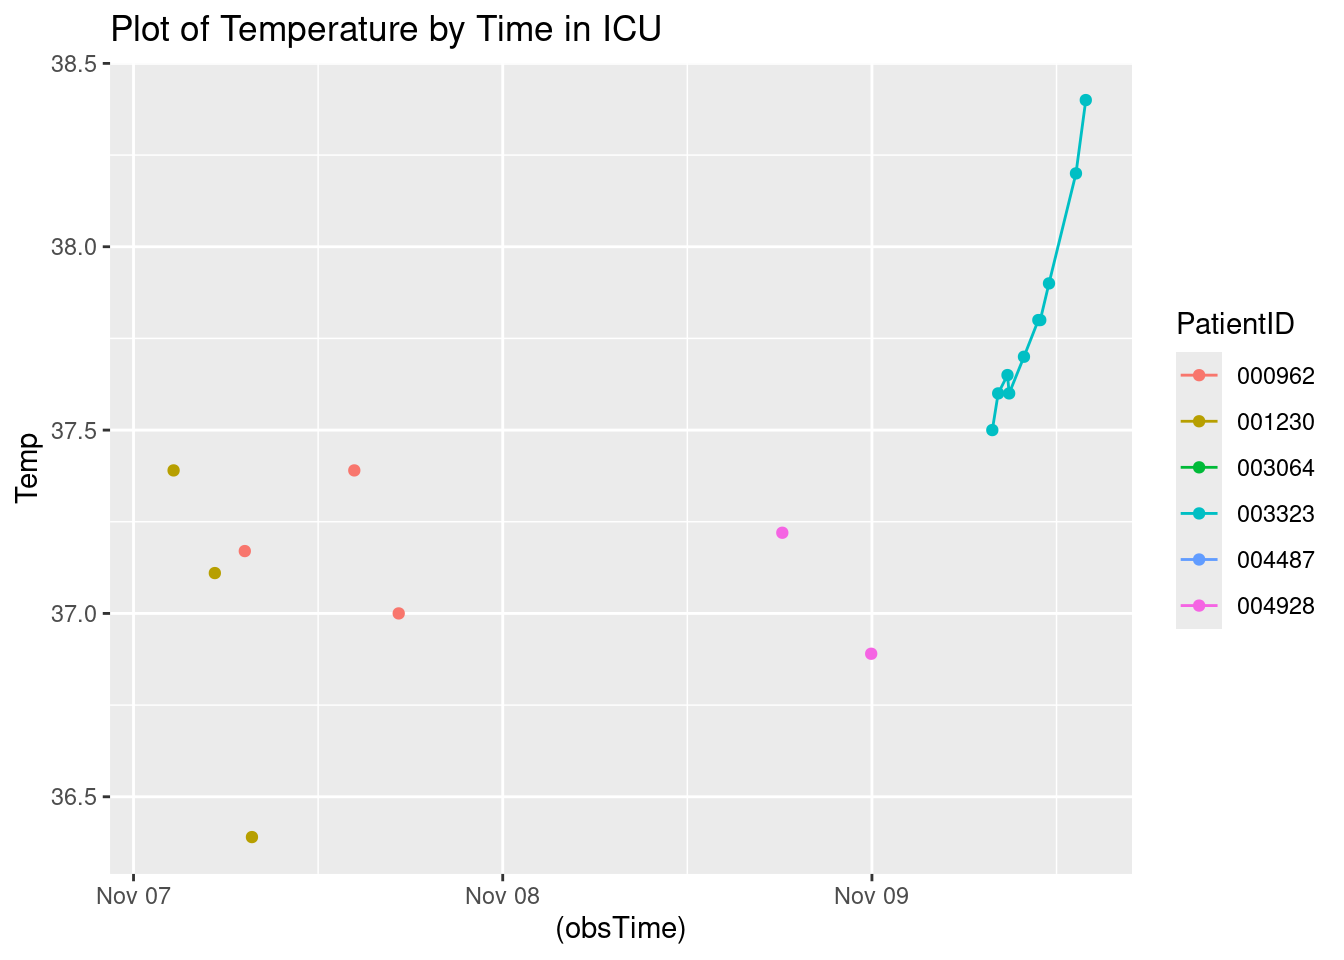 Plot of Temperature by Time in ICU
38.5
38.0
37.5
37.0
36.5
Temp
Nov 07
Nov 08
Nov 09
(obsTime)
PatientID
000962
001230
003064
003323
004487
004928